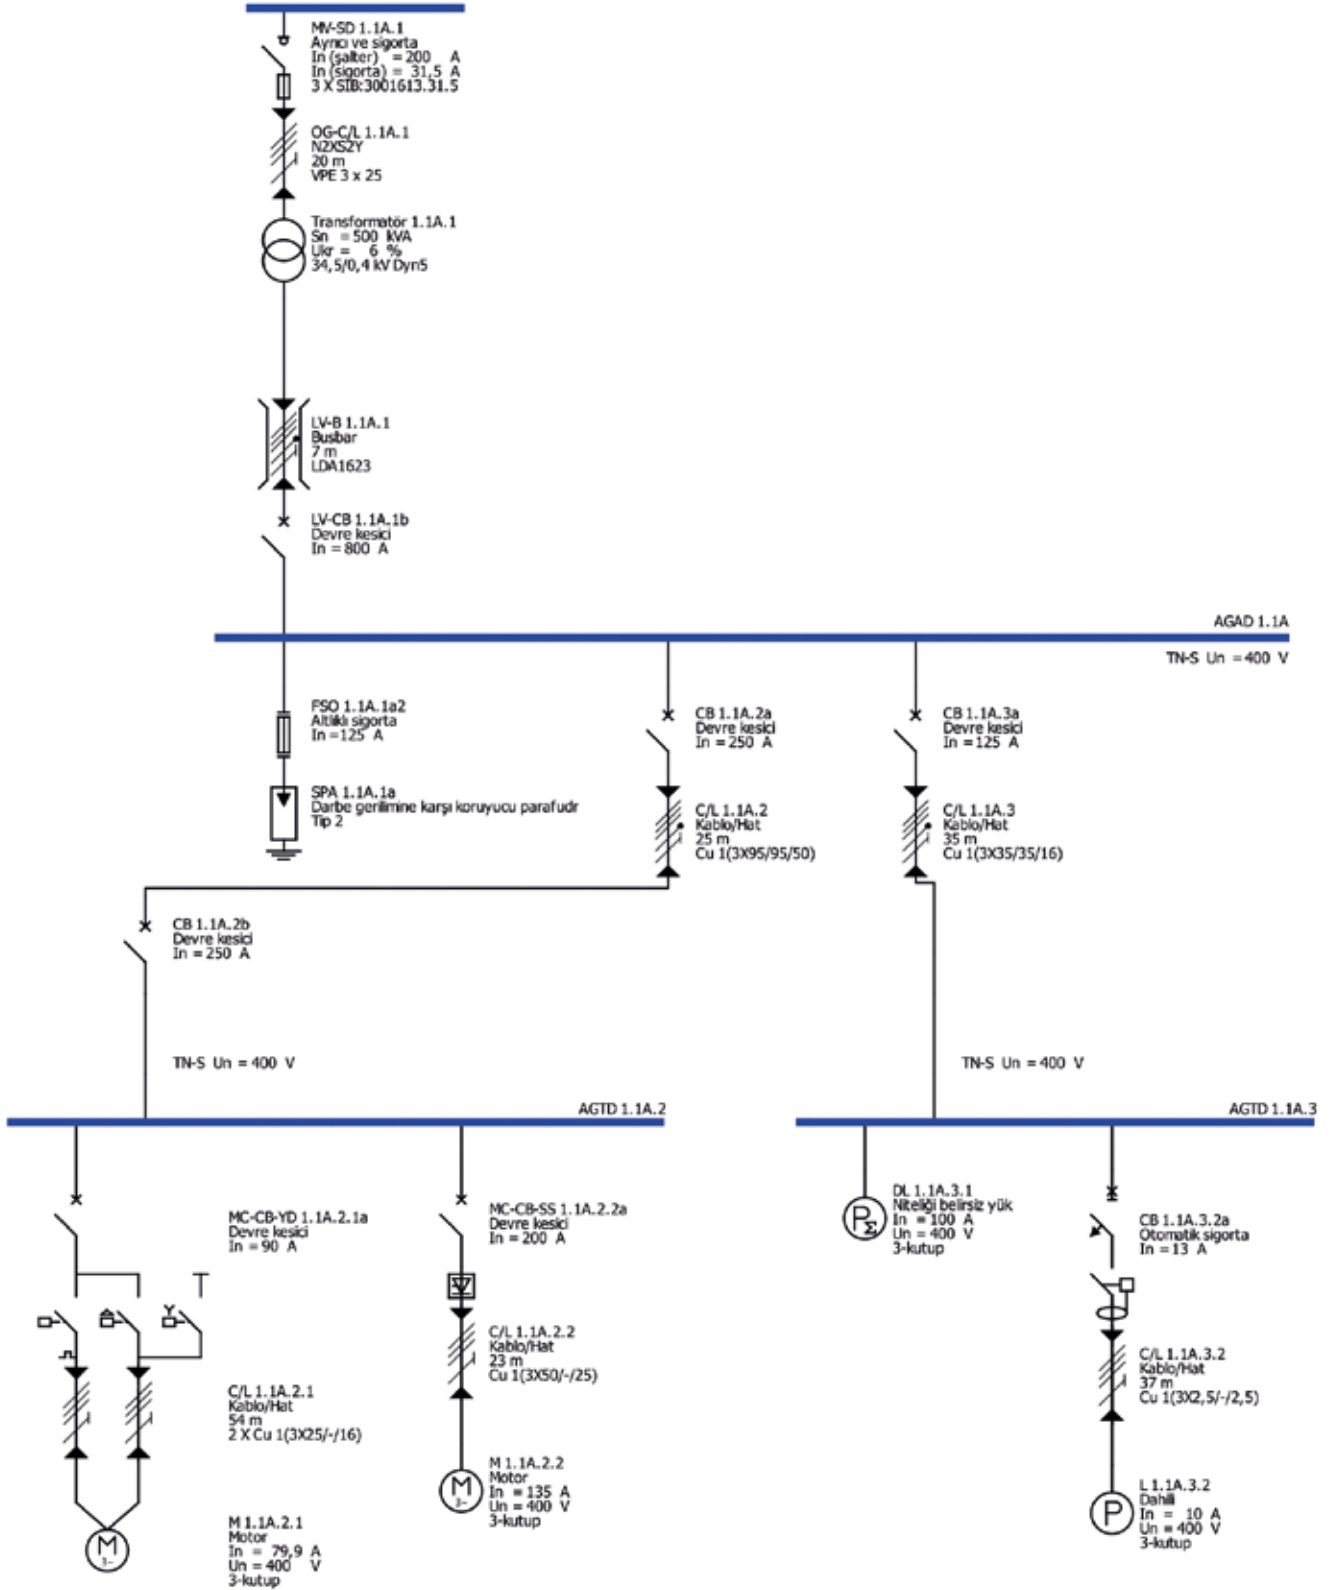 MV-SD 1.1A.1
Ayırıcı ve sigorta
In (şalter) = 200 A
In (sigorta) = 31,5 A
3 X SIB:3001613.31.5
OG-C/L 1.1A.1
N2XS2Y
20 m
VPE 3 x 25
Transformatör 1.1A.1
Sn = 500 kVA
Ukr = 6 %
34,5/0,4 kV Dyn5
LV-B 1.1A.1
Busbar
7 m
LDA1623
LV-CB 1.1A.1b
Devre kesici
In = 800 A
AGAD 1.1A
TN-S Un = 400 V
FSO 1.1A.1a2
Altlıklı sigorta
In =125 A
SPA 1.1A.1a
Darbe gerilimine karşı koruyucu parafudr
Tip 2
CB 1.1A.2a
Devre kesici
In = 250 A
C/L 1.1A.2
Kablo/Hat
25 m
Cu 1(3X95/95/50)
CB 1.1A.3a
Devre kesici
In =125 A
C/L 1.1A.3
Kablo/Hat
35 m
Cu 1(3X35/35/16)
CB 1.1A.2b
Devre kesici
In = 250 A
TN-S Un = 400 V
AGTD 1.1A.2
TN-S Un = 400 V
AGTD 1.1A.3
MC-CB-YD 1.1A.2.1a
Devre kesici
In = 90 A
Y
C/L 1.1A.2.1
Kablo/Hat
54 m
2 X Cu 1(3X25/-/16)
M
3~
M 1.1A.2.1
Motor
In = 79,9 A
Un = 400 V
3-kutup
MC-CB-SS 1.1A.2.2a
Devre kesici
In = 200 A
C/L 1.1A.2.2
Kablo/Hat
23 m
Cu 1(3X50/-/25)
M
3~
M 1.1A.2.2
Motor
In = 135 A
Un = 400 V
3-kutup
PΣ
DL 1.1A.3.1
Niteliği belirsiz yük
In = 100 A
Un = 400 V
3-kutup
CB 1.1A.3.2a
Otomatik sigorta
In = 13 A
C/L 1.1A.3.2
Kablo/Hat
37 m
Cu 1(3X2,5/-/2,5)
P
L 1.1A.3.2
Dahili
In = 10 A
Un = 400 V
3-kutup